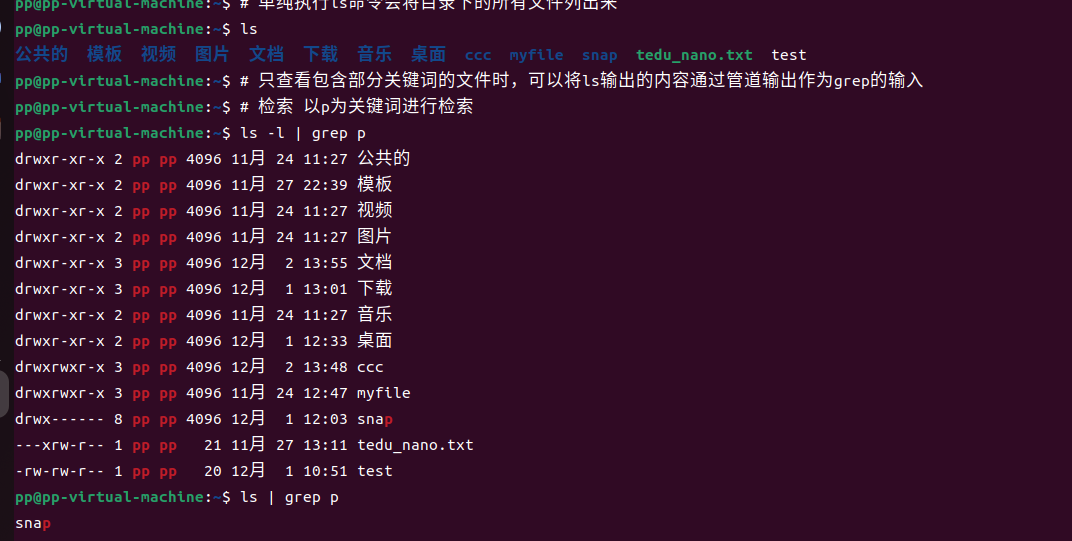 pp@pp-virtual-machine:~$ # 单纯执行ls命令会将目录下的所有文件列出来
pp@pp-virtual-machine:~$ ls
公共的 模板 视频 图片 文档 下载 音乐 桌面 ccc myfile snap tedu_nano.txt test
pp@pp-virtual-machine:~$ # 只查看包含部分关键词的文件时，可以将ls输出的内容通过管道输出作为grep的输入
pp@pp-virtual-machine:~$ # 检索 以p为关键词进行检索
pp@pp-virtual-machine:~$ ls -l | grep p
drwxr-xr-x 2 pp pp 4096 11月 24 11:27 公共的
drwxr-xr-x 2 pp pp 4096 11月 27 22:39 模板
drwxr-xr-x 2 pp pp 4096 11月 24 11:27 视频
drwxr-xr-x 2 pp pp 4096 11月 24 11:27 图片
drwxr-xr-x 3 pp pp 4096 12月  2 13:55 文档
drwxr-xr-x 3 pp pp 4096 12月  1 13:01 下载
drwxr-xr-x 2 pp pp 4096 11月 24 11:27 音乐
drwxr-xr-x 2 pp pp 4096 12月  1 12:33 桌面
drwxrwxr-x 3 pp pp 4096 12月  2 13:48 ccc
drwxrwxr-x 3 pp pp 4096 11月 24 12:47 myfile
drwx------ 8 pp pp 4096 12月  1 12:03 snap
---xrw-r-- 1 pp pp   21 11月 27 13:11 tedu_nano.txt
-rw-rw-r-- 1 pp pp   20 12月  1 10:51 test
pp@pp-virtual-machine:~$ ls | grep p
snap